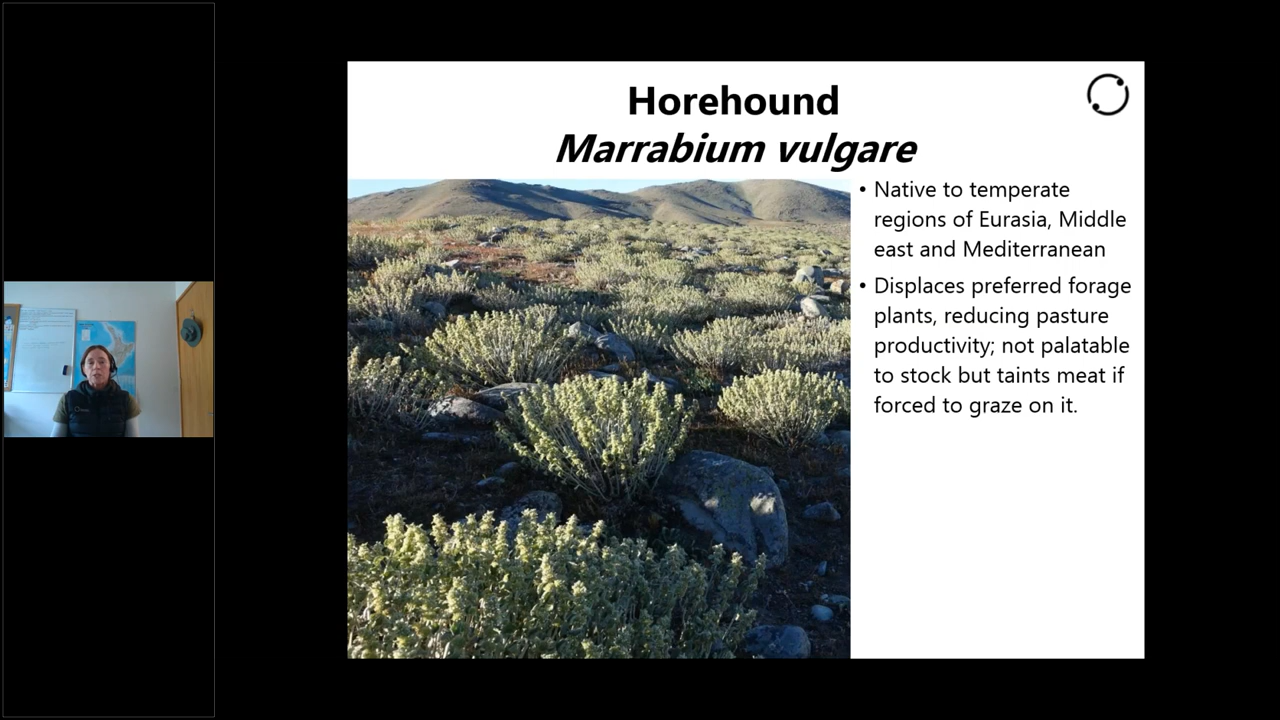 Horehound
Marrabium vulgare
• Native to temperate
regions of Eurasia, Middle
east and Mediterranean
• Displaces preferred forage
plants, reducing pasture
productivity; not palatable
to stock but taints meat if
forced to graze on it.